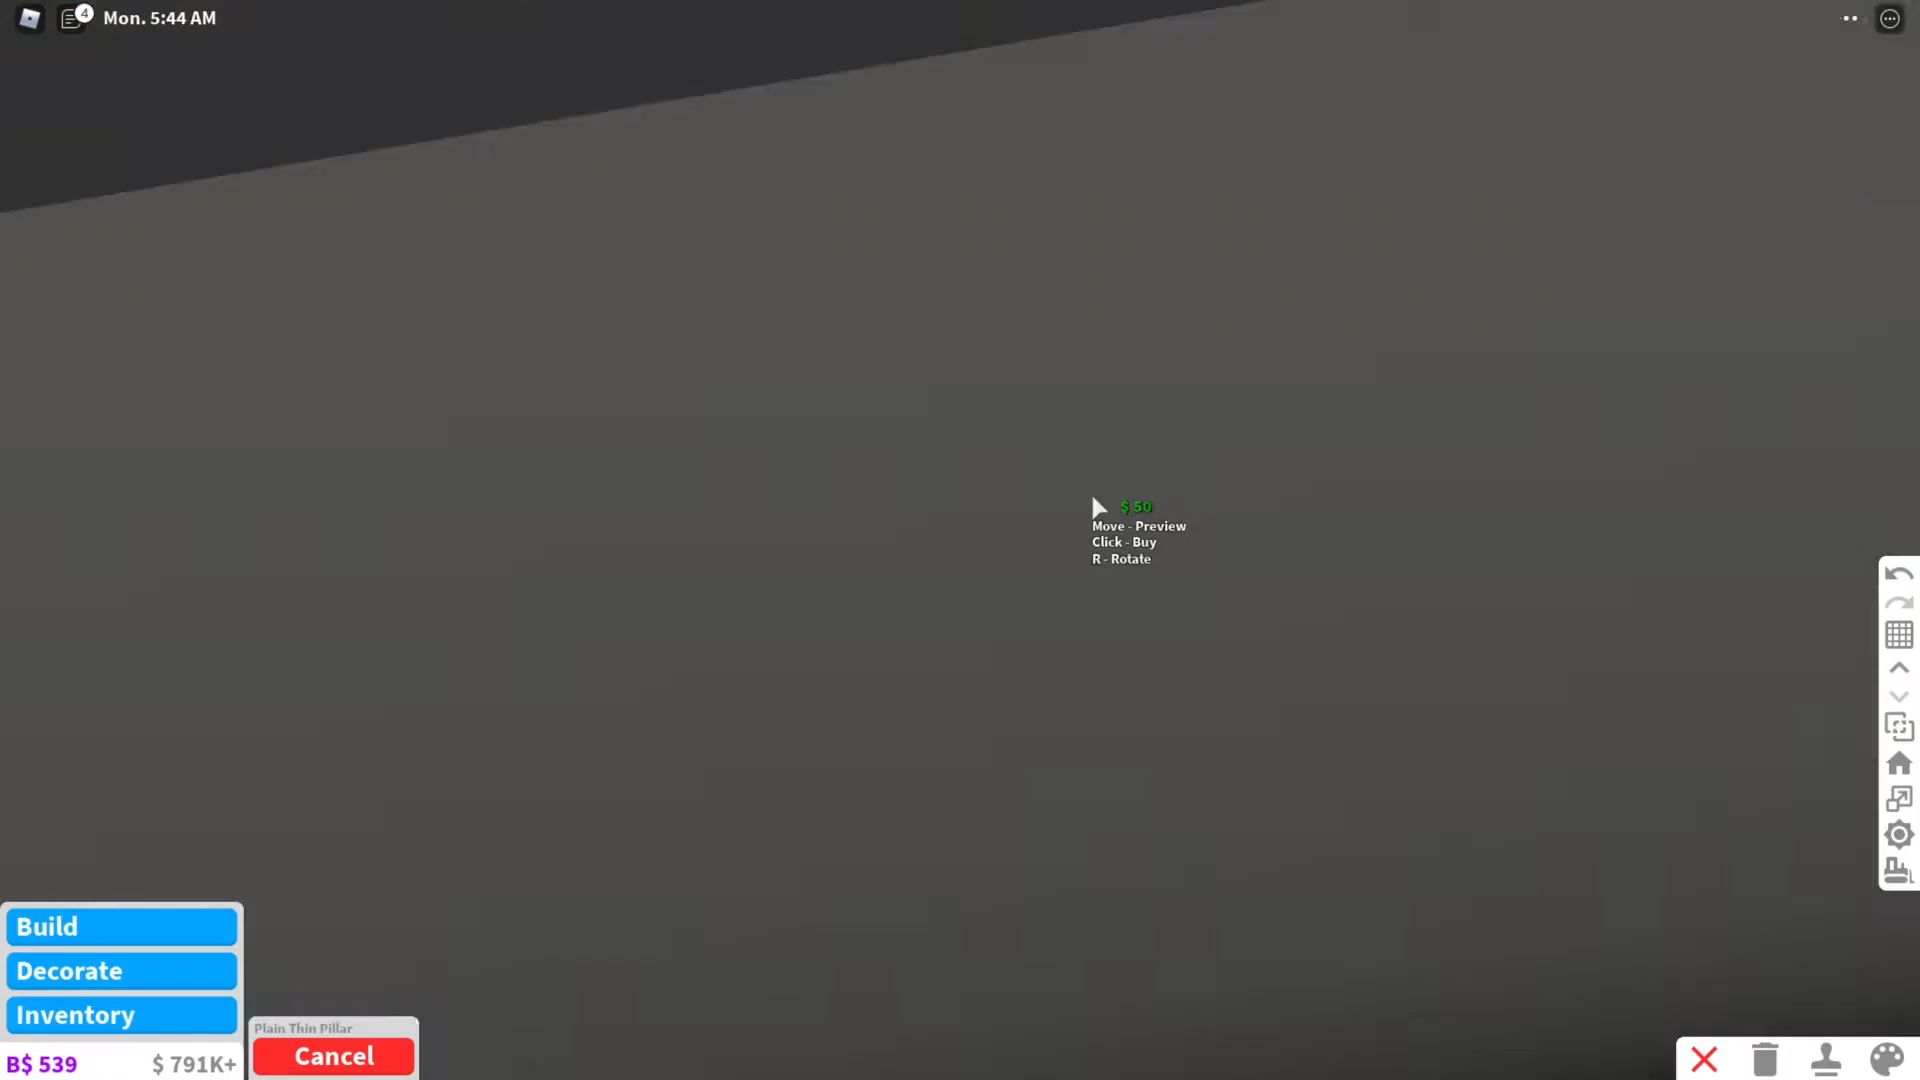 4
Mon. 5:44 AM
$ 50
Move - Preview
Click - Buy
R - Rotate
Build
Decorate
Inventory
Plain Thin Pillar
Cancel
B$ 539
$ 791K+